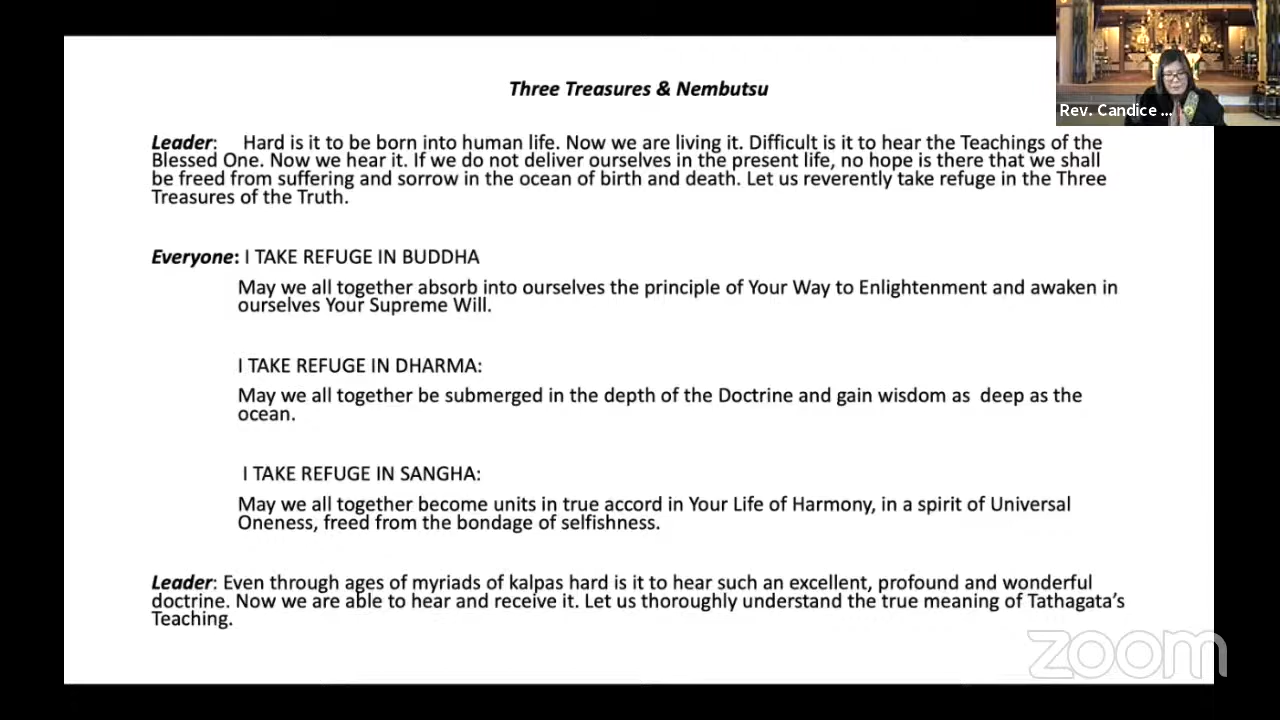 Three Treasures & Nembutsu
Rev. Candice ...
Leader: Hard is it to be born into human life. Now we are living it. Difficult is it to hear the Teachings of the
Blessed One. Now we hear it. If we do not deliver ourselves in the present life, no hope is there that we shall
be freed from suffering and sorrow in the ocean of birth and death. Let us reverently take refuge in the Three
Treasures of the Truth.
Everyone: I TAKE REFUGE IN BUDDHA
May we all together absorb into ourselves the principle of Your Way to Enlightenment and awaken in
ourselves Your Supreme Will.
I TAKE REFUGE IN DHARMA:
May we all together be submerged in the depth of the Doctrine and gain wisdom as deep as the
ocean.
I TAKE REFUGE IN SANGHA:
May we all together become units in true accord in Your Life of Harmony, in a spirit of Universal
Oneness, freed from the bondage of selfishness.
Leader: Even through ages of myriads of kalpas hard is it to hear such an excellent, profound and wonderful
doctrine. Now we are able to hear and receive it. Let us thoroughly understand the true meaning of Tathagata's
Teaching.
zoom